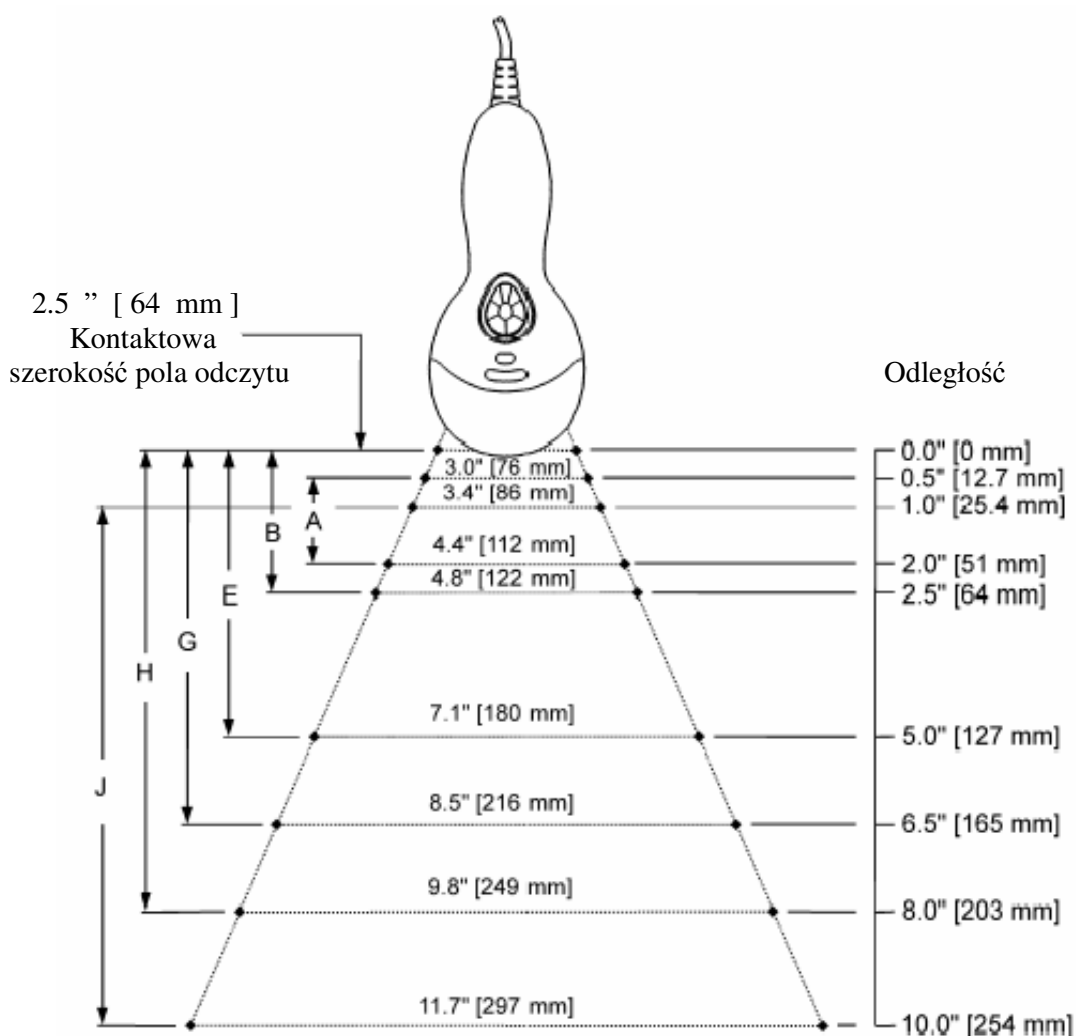 2.5 ” [ 64 mm ]
Kontaktowa
szerokość pola odczytu
Odległość
0.0" [0 mm]
3.0" [76 mm]
0.5" [12.7 mm]
3.4" [86 mm]
1.0" [25.4 mm]
A
B
4.4" [112 mm]
2.0" [51 mm]
4.8" [122 mm]
2.5" [64 mm]
E
G
H
7.1" [180 mm]
5.0" [127 mm]
J
8.5" [216 mm]
6.5" [165 mm]
9.8" [249 mm]
8.0" [203 mm]
11.7" [297 mm]
10.0" [254 mm]